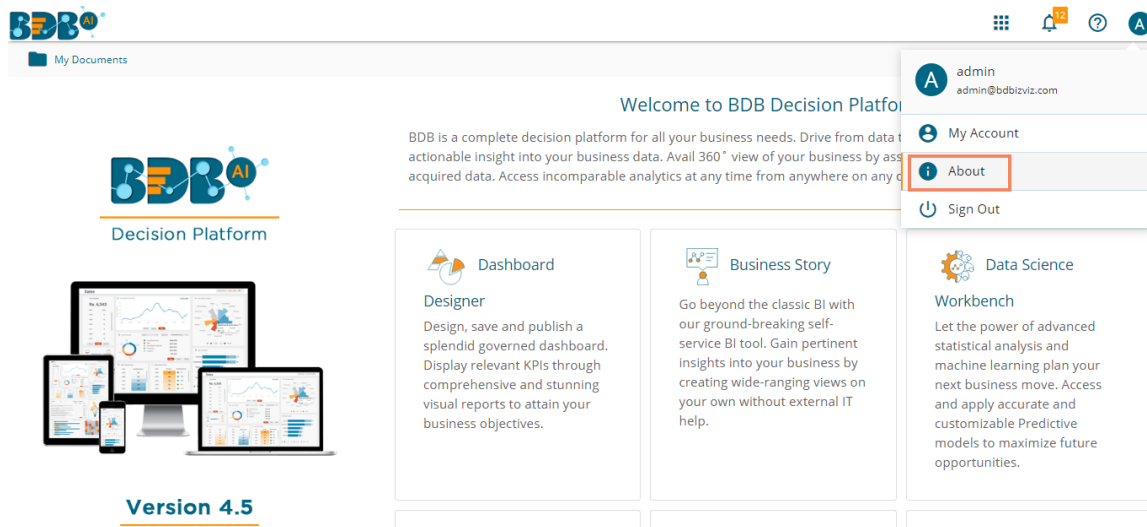 BDB AI
12
A
My Documents
A
admin
admin@bdbizviz.com
My Account
About
Sign Out
Welcome to BDB Decision Platfor
BDB is a complete decision platform for all your business needs. Drive from data t
actionable insight into your business data. Avail 360˚ view of your business by ass
acquired data. Access incomparable analytics at any time from anywhere on any
BDB AI
Decision Platform
Version 4.5
Dashboard
Designer
Design, save and publish a
splendid governed dashboard.
Display relevant KPIs through
comprehensive and stunning
visual reports to attain your
business objectives.
Business Story
Go beyond the classic BI with
our ground-breaking self-
service BI tool. Gain pertinent
insights into your business by
creating wide-ranging views on
your own without external IT
help.
Data Science
Workbench
Let the power of advanced
statistical analysis and
machine learning plan your
next business move. Access
and apply accurate and
customizable Predictive
models to maximize future
opportunities.